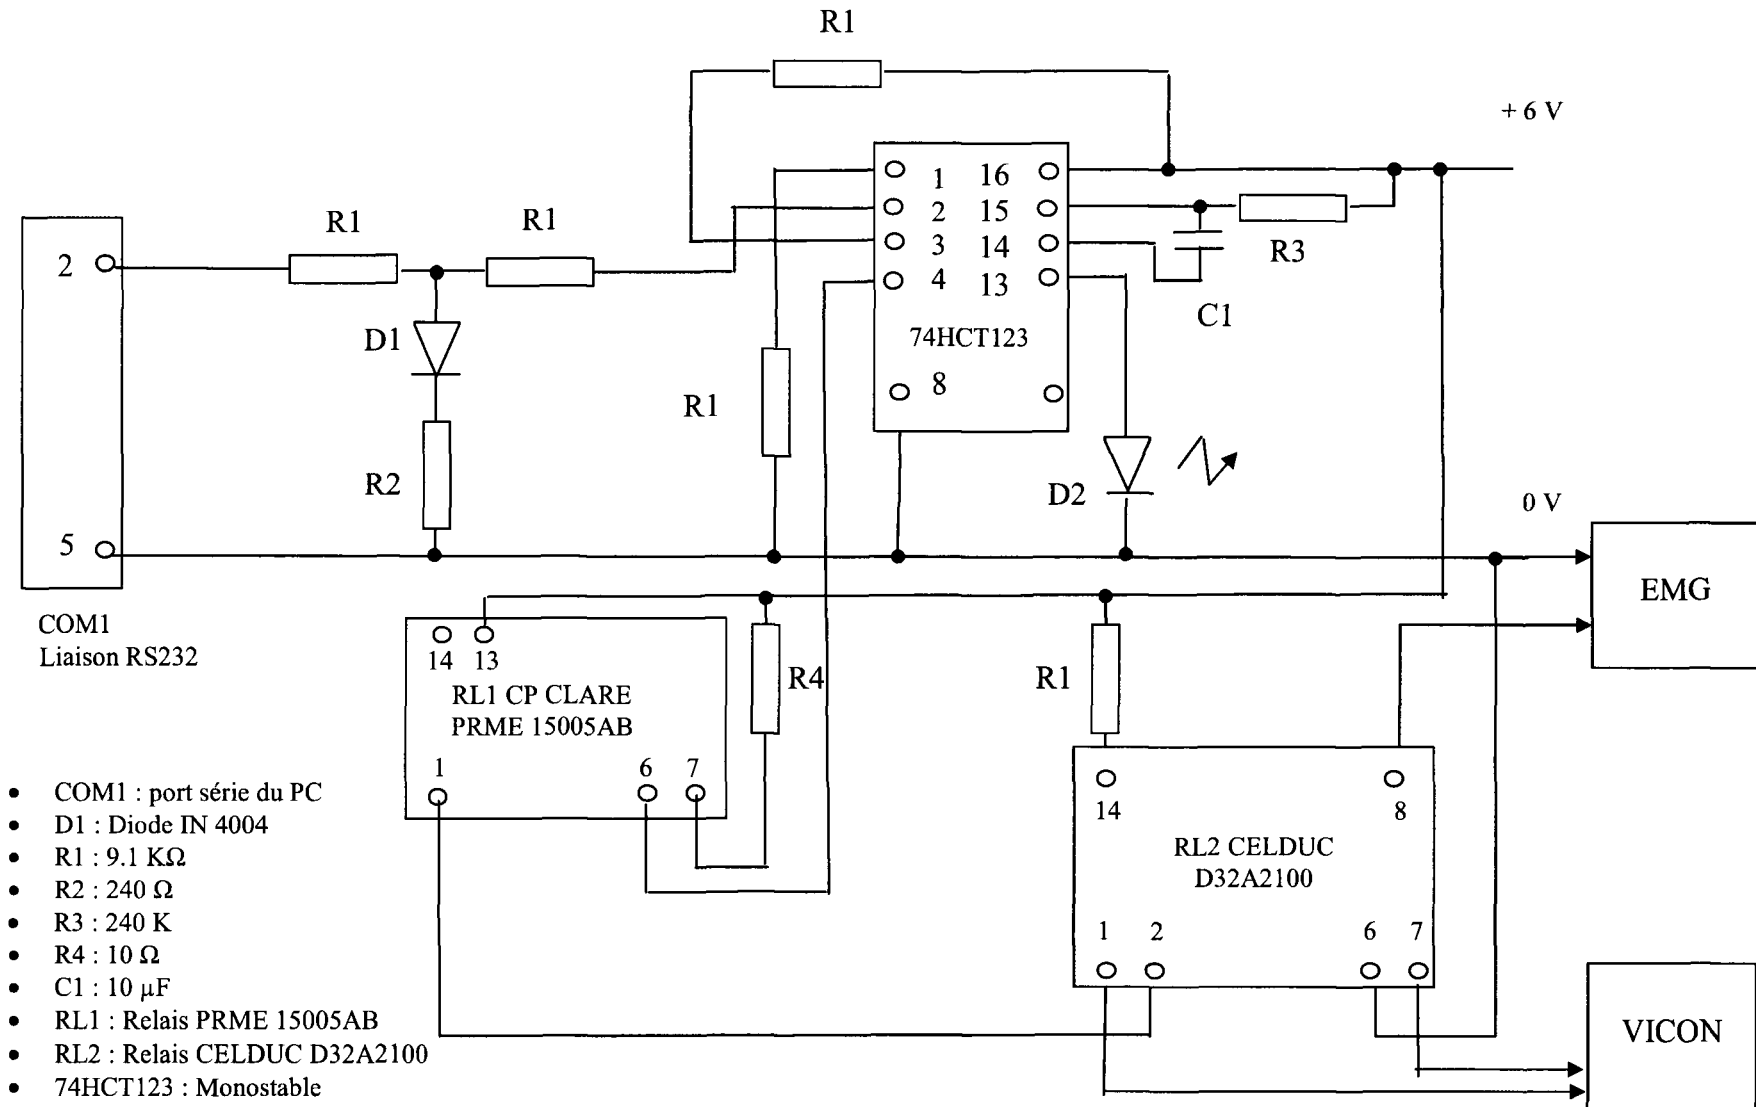 R1
+ 6 V
1 16
2 15
3 14
4 13
74HCT123
8
R1
R1
2
R3
C1
D1
R1
R2
D2
0 V
5
EMG
COM1
Liaison RS232
14 13
RL1 CP CLARE
PRME 15005AB
1 6 7
R4
R1
14 8
RL2 CELDUC
D32A2100
1 2 6 7
VICON
• COM1 : port série du PC
• D1 : Diode IN 4004
• R1 : 9.1 KΩ
• R2 : 240 Ω
• R3 : 240 K
• R4 : 10 Ω
• C1 : 10 µF
• RL1 : Relais PRME 15005AB
• RL2 : Relais CELDUC D32A2100
• 74HCT123 : Monostable